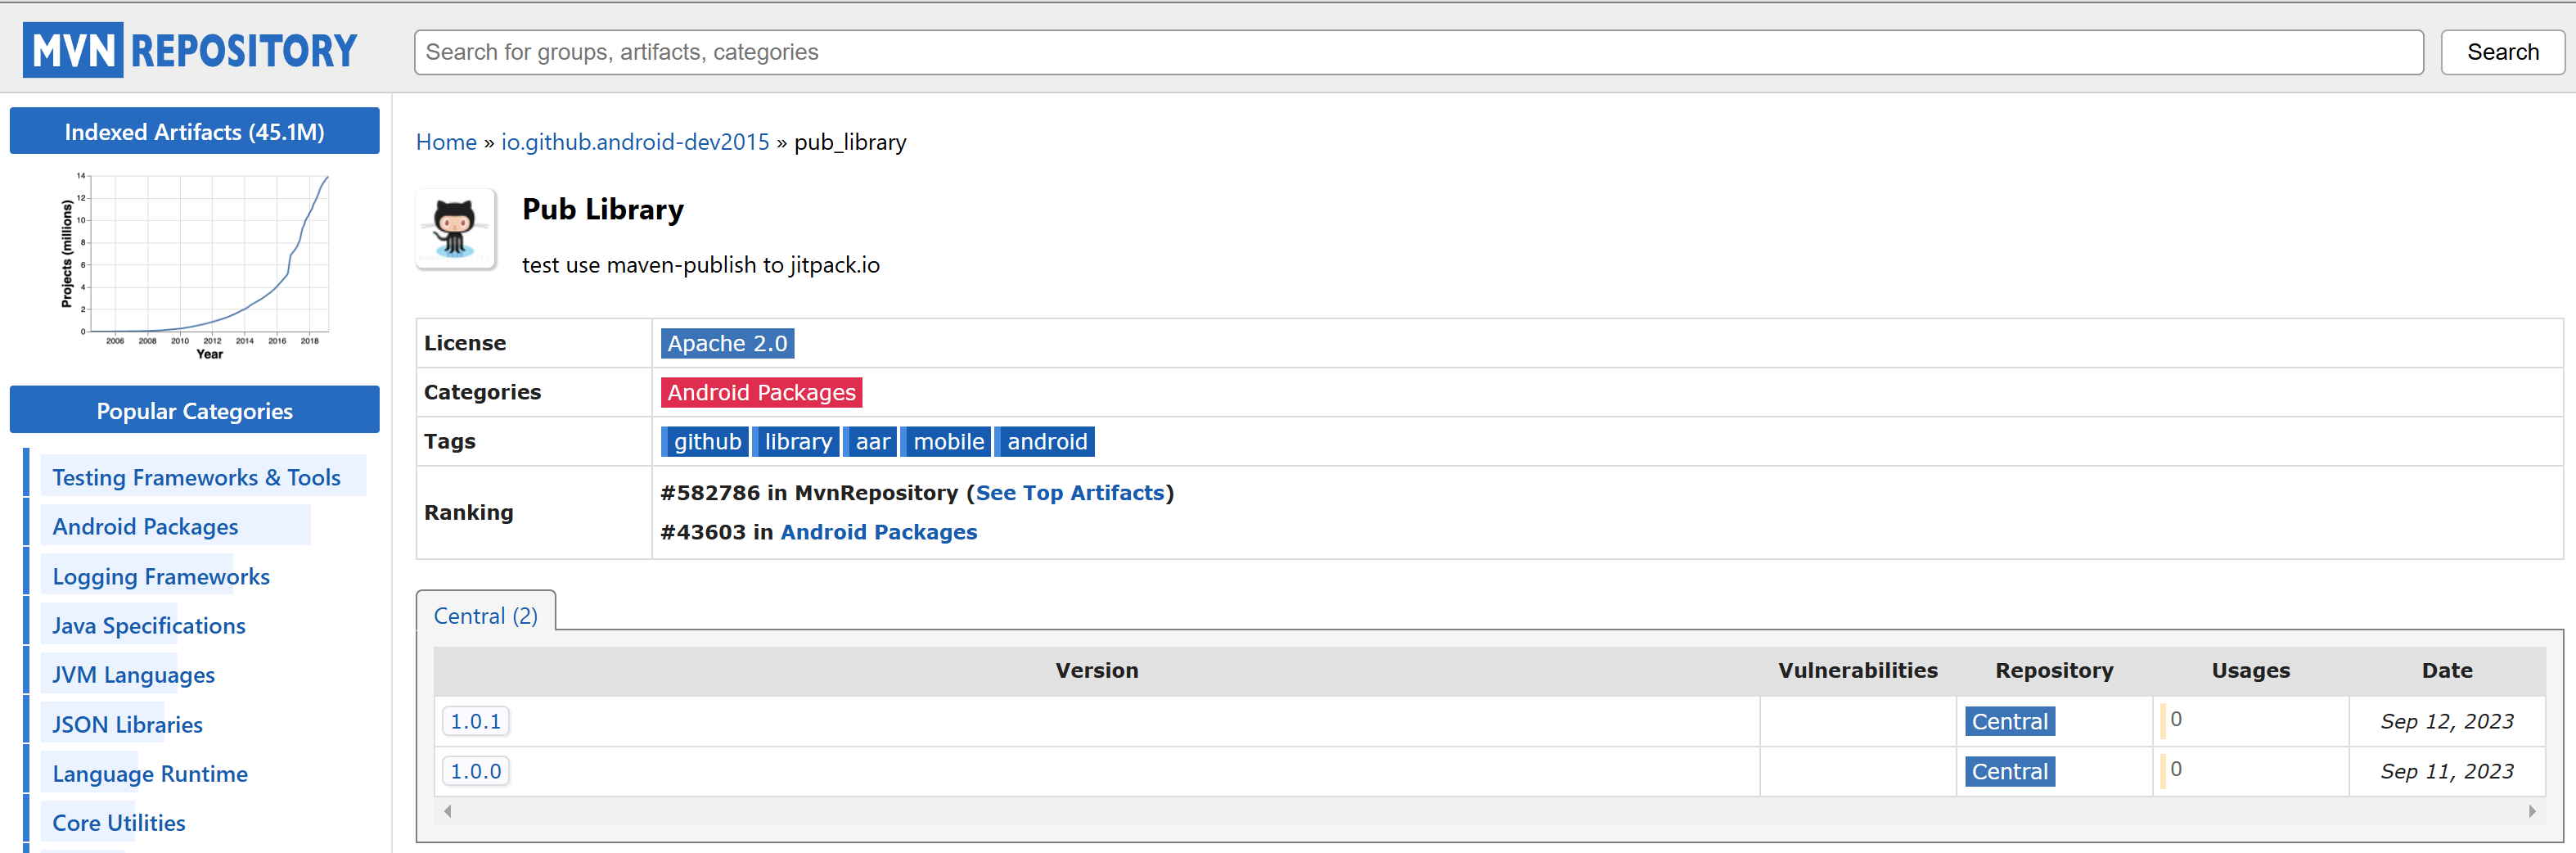 MVN REPOSITORY
Search for groups, artifacts, categories
Search
Indexed Artifacts (45.1M)
Projects (millions)
14
12
10
8
6
4
2
0
2006 2008 2010 2012 2014 2016 2018
Year
Popular Categories
Testing Frameworks & Tools
Android Packages
Logging Frameworks
Java Specifications
JVM Languages
JSON Libraries
Language Runtime
Core Utilities
Home » io.github.android-dev2015 » pub_library
Pub Library
test use maven-publish to jitpack.io
License Apache 2.0
Categories Android Packages
Tags github library aar mobile android
Ranking
#582786 in MvnRepository (See Top Artifacts)
#43603 in Android Packages
Central (2)
Version Vulnerabilities Repository Usages Date
1.0.1 Central 0 Sep 12, 2023
1.0.0 Central 0 Sep 11, 2023